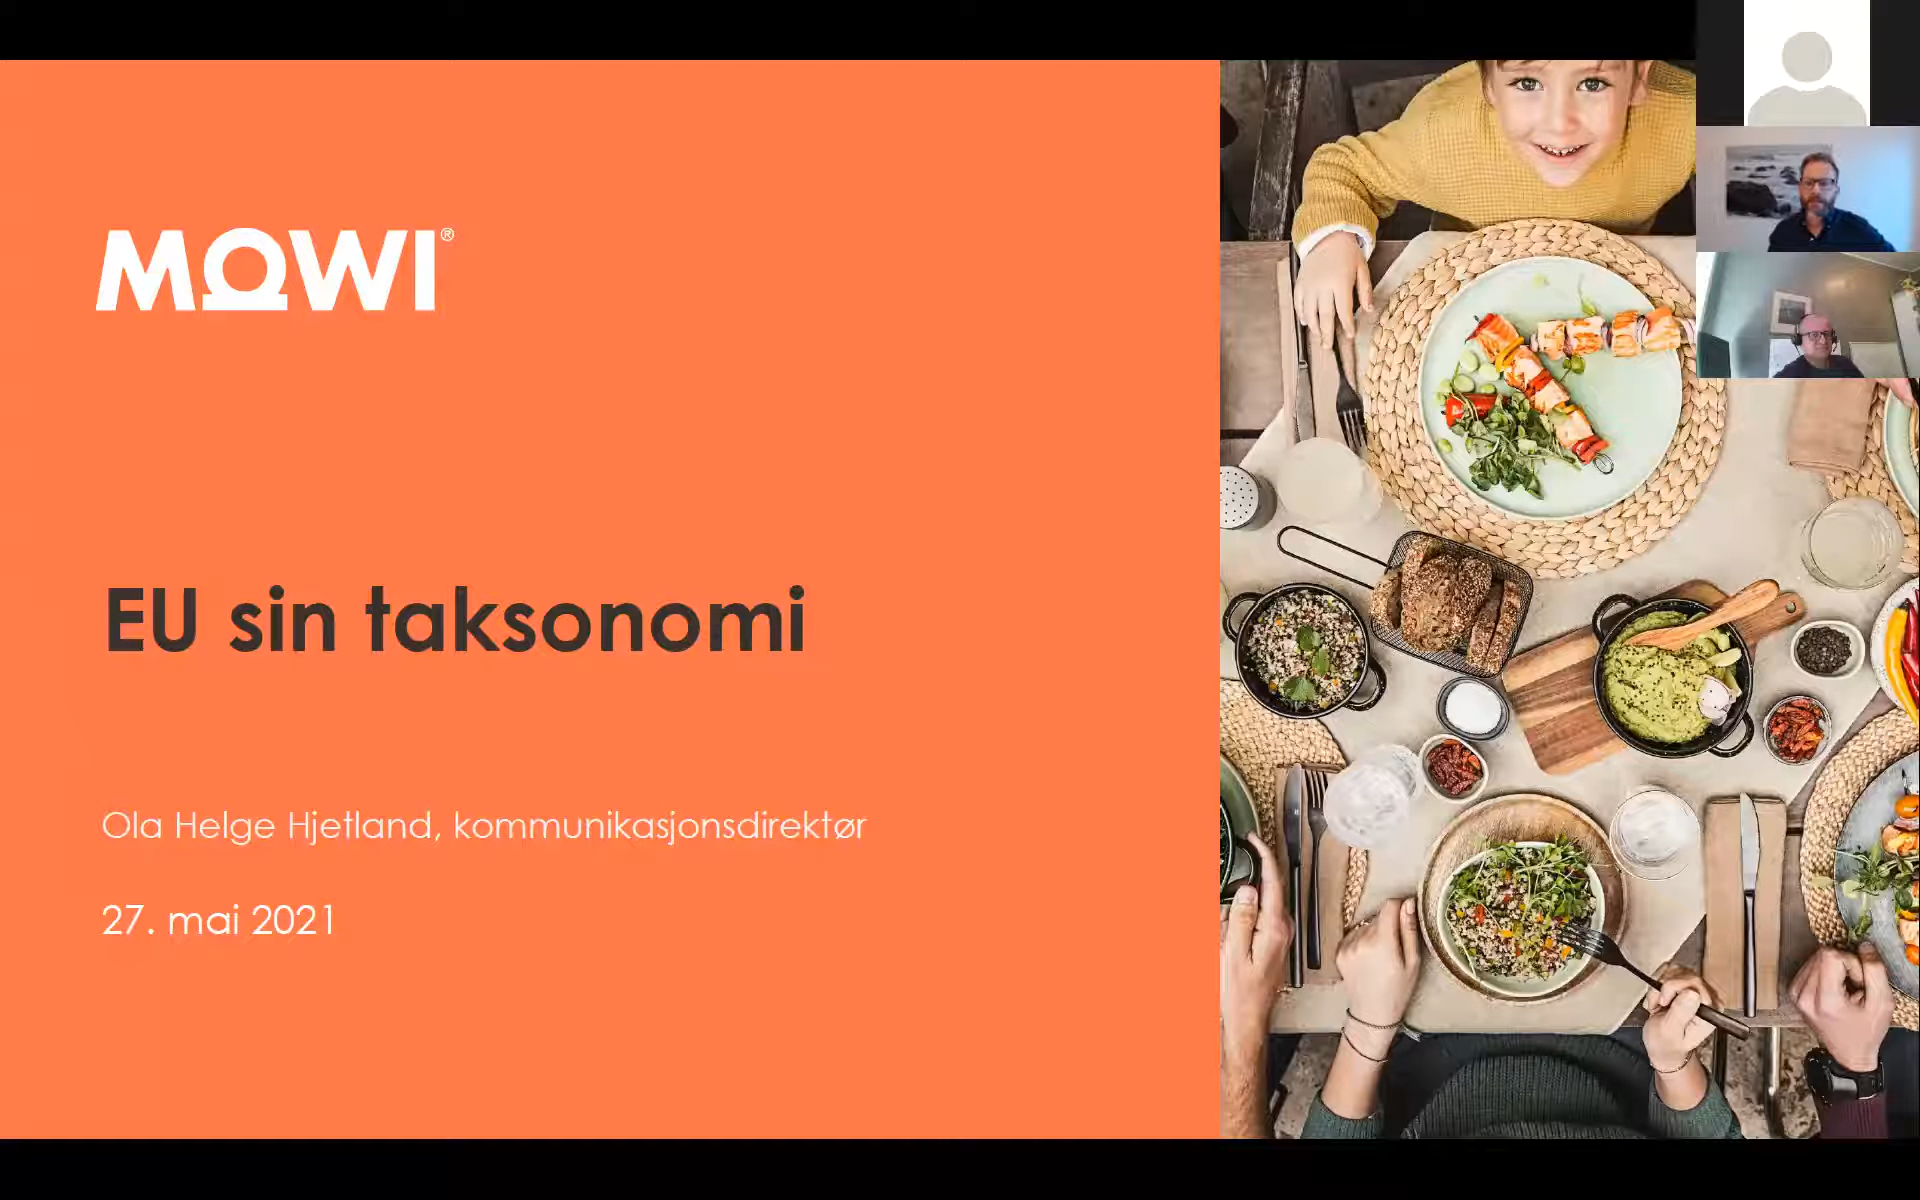 MOWI®
EU sin taksonomi
Ola Helge Hjetland, kommunikasjonsdirektør
27. mai 2021